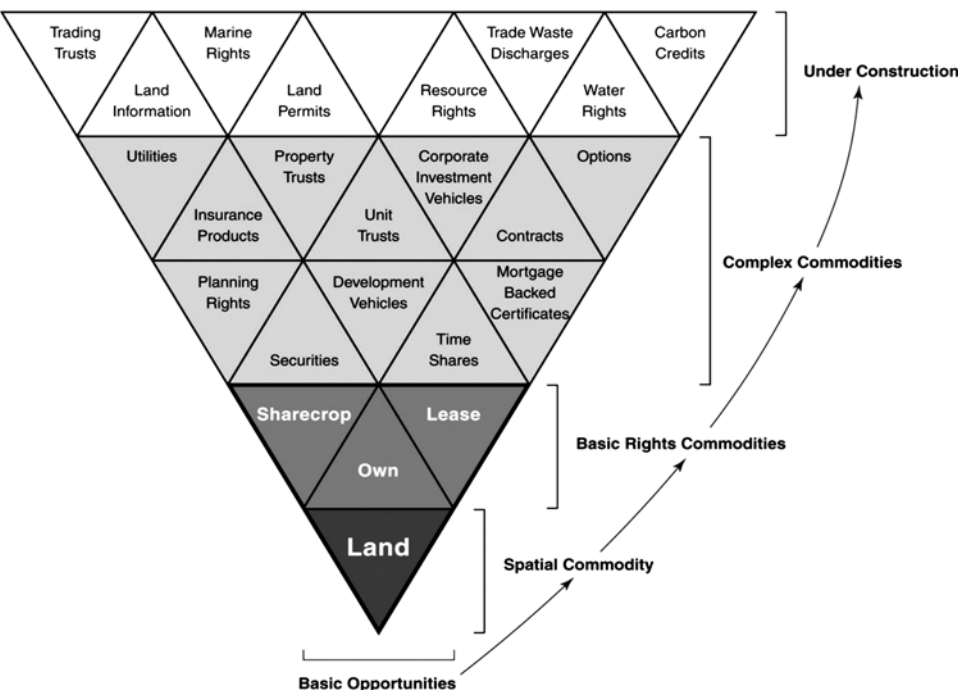 Trading
Trusts
Marine
Rights
Trade Waste
Discharges
Carbon
Credits
Land
Information
Land
Permits
Resource
Rights
Water
Rights
Under Construction
Utilities
Property
Trusts
Corporate
Investment
Vehicles
Options
Insurance
Products
Unit
Trusts
Contracts
Complex Commodities
Planning
Rights
Development
Vehicles
Mortgage
Backed
Certificates
Securities
Time
Shares
Sharecrop
Lease
Own
Basic Rights Commodities
Land
Spatial Commodity
Basic Opportunities